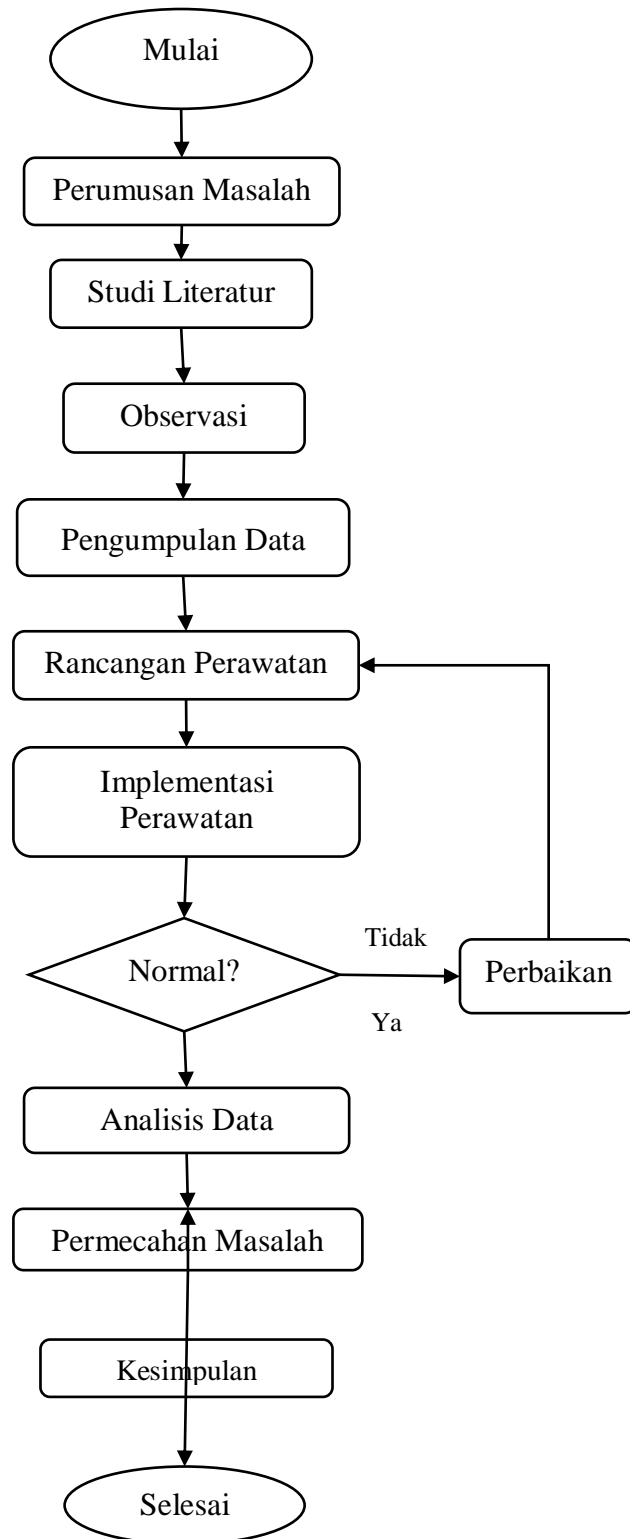 Mulai
Perumusan Masalah
Studi Literatur
Observasi
Pengumpulan Data
Rancangan Perawatan
Implementasi
Perawatan
Normal?
Tidak
Perbaikan
Ya
Analisis Data
Permecahan Masalah
Kesimpulan
Selesai